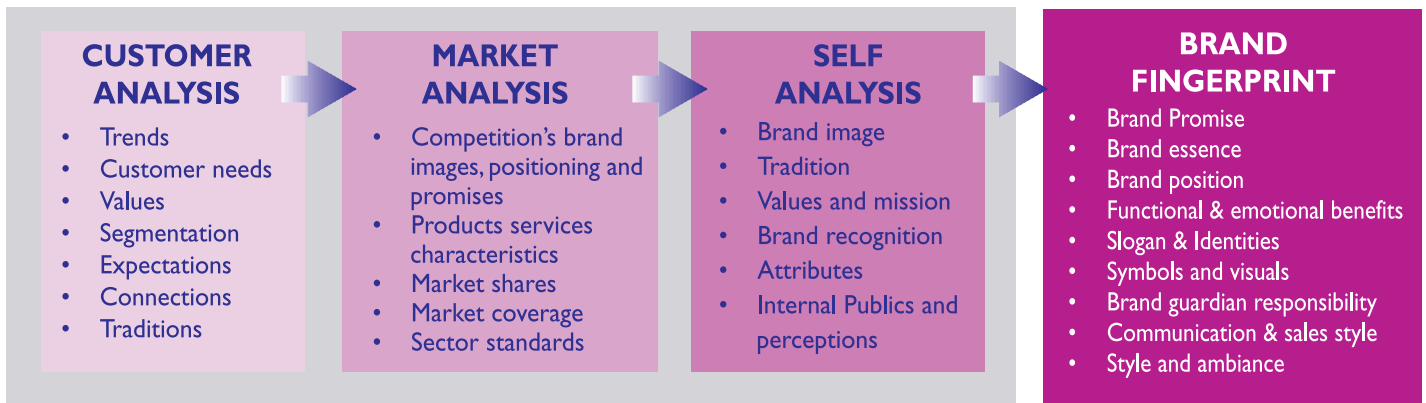 CUSTOMER
ANALYSIS
• Trends
• Customer needs
• Values
• Segmentation
• Expectations
• Connections
• Traditions
MARKET
ANALYSIS
• Competition's brand
images, positioning and
promises
• Products services
characteristics
• Market shares
• Market coverage
• Sector standards
SELF
ANALYSIS
• Brand image
• Tradition
• Values and mission
• Brand recognition
• Attributes
• Internal Publics and
perceptions
BRAND
FINGERPRINT
• Brand Promise
• Brand essence
• Brand position
• Functional & emotional benefits
• Slogan & Identities
• Symbols and visuals
• Brand guardian responsibility
• Communication & sales style
• Style and ambiance